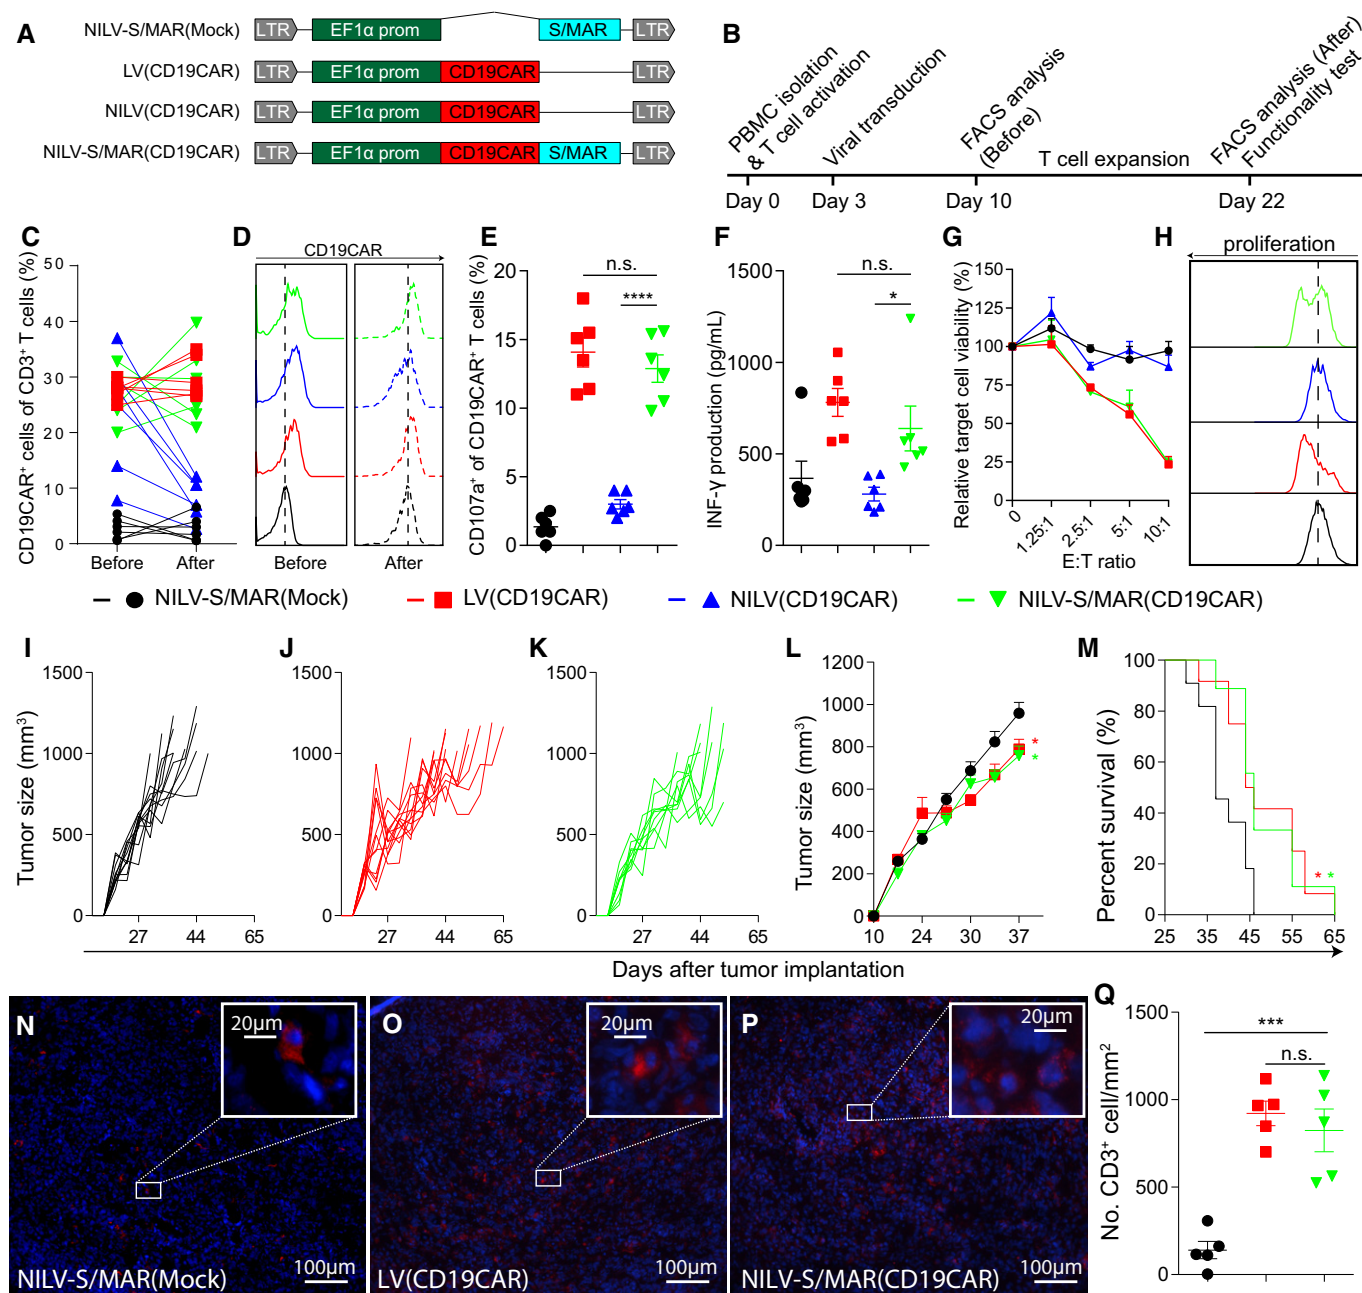 A
NILV-S/MAR(Mock)
LTR EF1α prom S/MAR LTR
LV(CD19CAR)
LTR EF1α prom CD19CAR LTR
NILV(CD19CAR)
LTR EF1α prom CD19CAR LTR
NILV-S/MAR(CD19CAR)
LTR EF1α prom CD19CAR S/MAR LTR
B
PBMC isolation
& T cell activation
Viral transduction
FACS analysis
(Before)
T cell expansion
FACS analysis (After)
Functionality test
Day 0 Day 3 Day 10 Day 22
C
CD19CAR⁺ cells of CD3⁺ T cells (%)
50
40
30
20
10
0
Before After
D
CD19CAR
Before After
E
CD107a⁺ of CD19CAR⁺ T cells (%)
20
15
10
5
0
n.s.
****
F
INF-γ production (pg/mL)
1500
1000
500
0
n.s.
*
G
Relative target cell viability (%)
150
125
100
75
50
25
0
0 1.25:1 2.5:1 5:1 10:1
E:T ratio
H
proliferation
NILV-S/MAR(Mock) LV(CD19CAR) NILV(CD19CAR) NILV-S/MAR(CD19CAR)
I
Tumor size (mm³)
1500
1000
500
0
27 44 65
J
1500
1000
500
0
27 44 65
K
1500
1000
500
0
27 44 65
L
Tumor size (mm³)
1200
1000
800
600
400
200
0
10 24 30 37
*
*
M
Percent survival (%)
100
80
60
40
20
0
25 35 45 55 65
* *
Days after tumor implantation
N
20µm
NILV-S/MAR(Mock)
100µm
O
20µm
LV(CD19CAR)
100µm
P
20µm
NILV-S/MAR(CD19CAR)
100µm
Q
No. CD3⁺ cell/mm²
1500
1000
500
0
***
n.s.